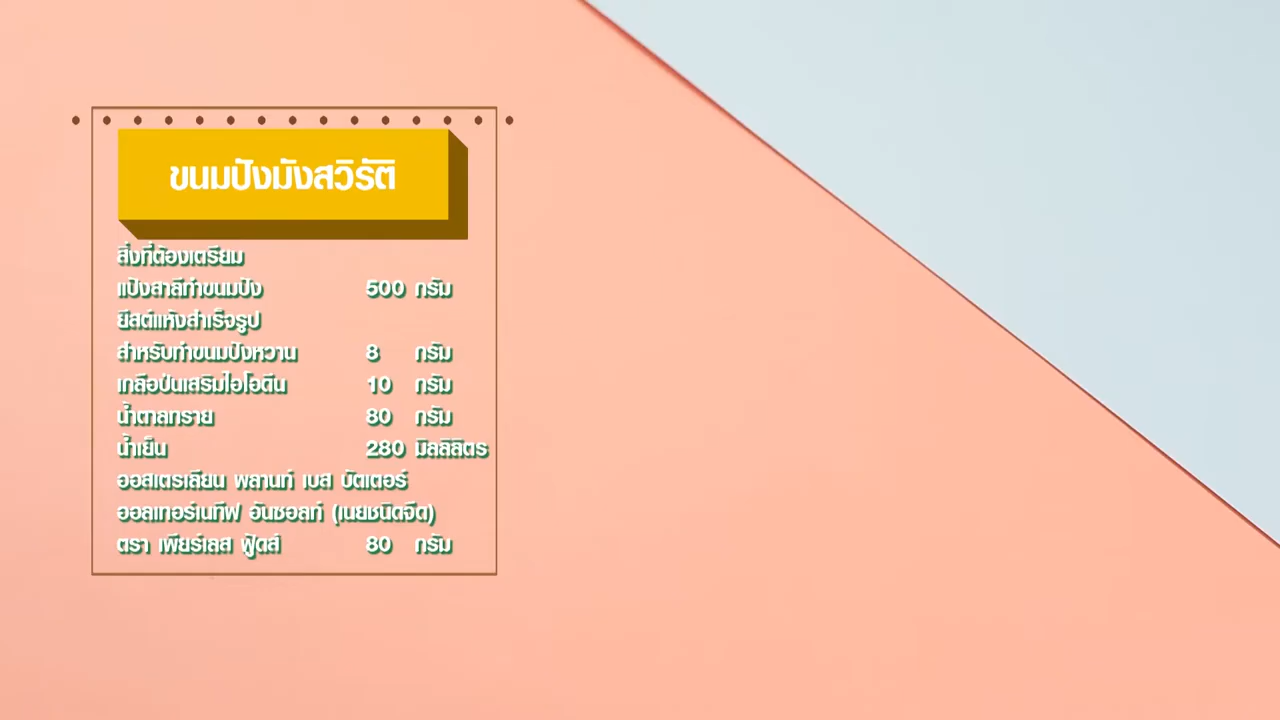 ขนมปังมังสวิรัติ
สิ่งที่ต้องเตรียม
แป้งสาลีทำขนมปัง 500 กรัม
ยีสต์แห้งสำเร็จรูป
สำหรับทำขนมปังหวาน 8 กรัม
เกลือป่นเสริมไอโอดีน 10 กรัม
น้ำตาลทราย 80 กรัม
น้ำเย็น 280 มิลลิลิตร
ออสเตรเลียน พลานท์ เบส บัตเตอร์
ออลเทอร์เนทีฟ อันซอลท์ (เนยชนิดจืด)
ตรา เพียร์เลส ฟู้ดส์ 80 กรัม